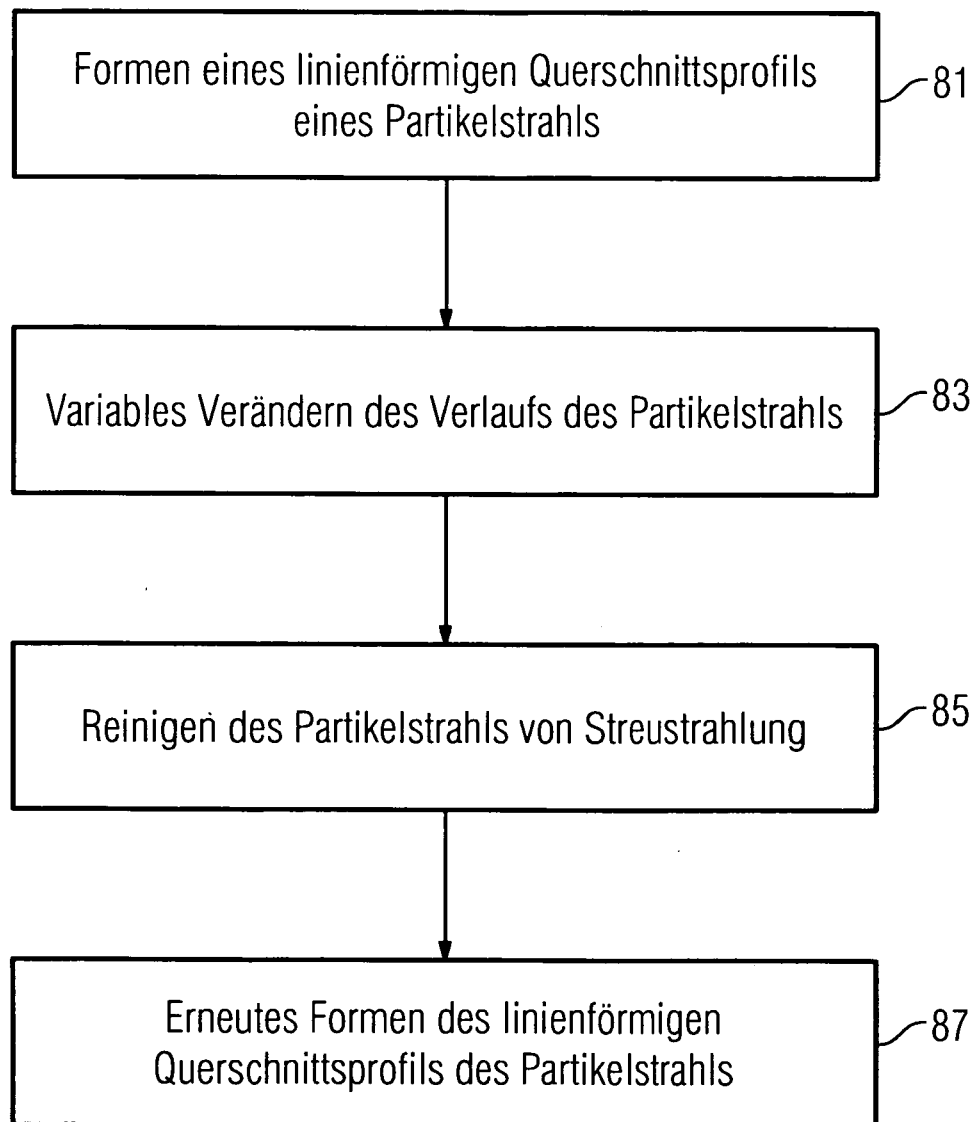 Formen eines linienförmigen Querschnittsprofils
eines Partikelstrahls
81
Variables Verändern des Verlaufs des Partikelstrahls
83
Reinigen des Partikelstrahls von Streustrahlung
85
Erneutes Formen des linienförmigen
Querschnittsprofils des Partikelstrahls
87